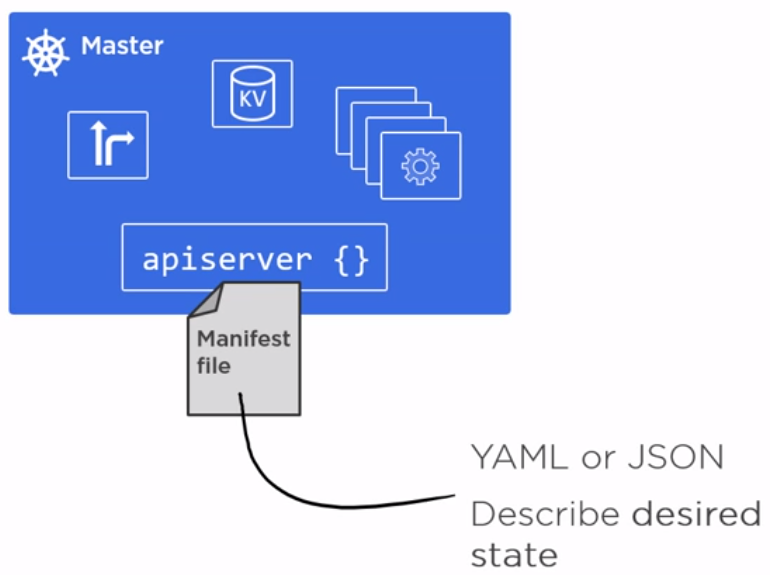 Master
KV
apiserver {}
Manifest
file
YAML or JSON
Describe desired
state